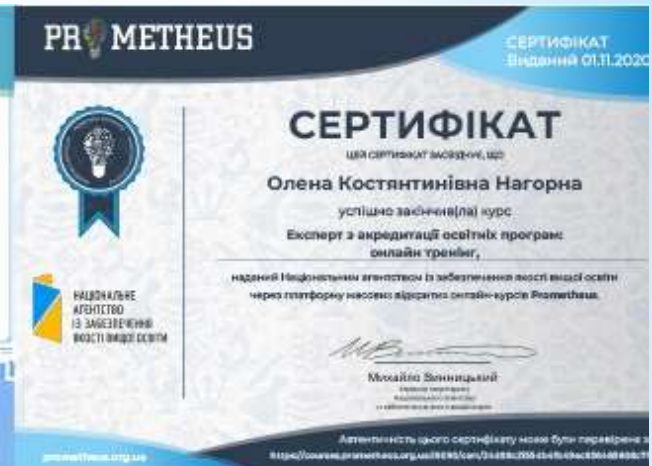 PR METHEUS
СЕРТИФІКАТ
Виданий 01.11.2020
СЕРТИФІКАТ
ЦЕЙ СЕРТИФІКАТ ЗАСВІДЧУЄ, ЩО
Олена Костянтинівна Нагорна
успішно закінчив(ла) курс
Експерт з акредитації освітніх програм:
онлайн тренінг,
наданий Національним агентством із забезпечення якості вищої освіти
через платформу масових відкритих онлайн-курсів Prometheus.
НАЦІОНАЛЬНЕ
АГЕНТСТВО
ІЗ ЗАБЕЗПЕЧЕННЯ
ЯКОСТІ ВИЩОЇ ОСВІТИ
Михайло Винницький
Автентичність цього сертифікату може бути перевірена з
prometheus.org.ua